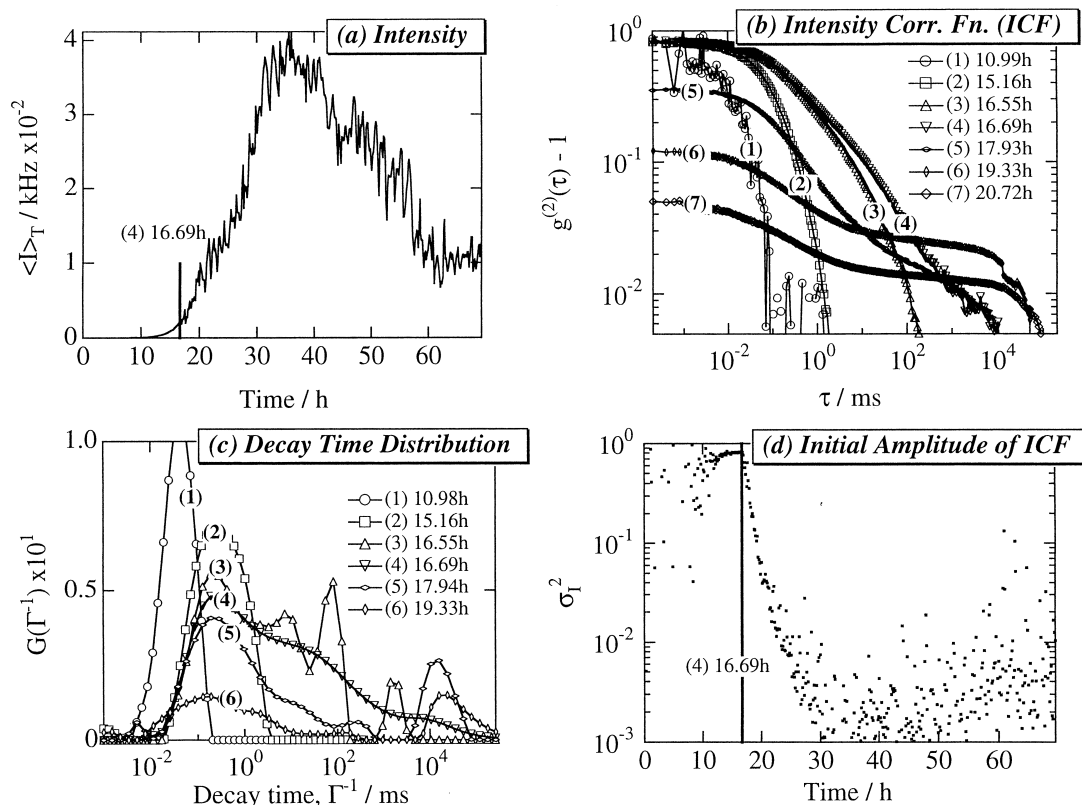 (a) Intensity
<I>T / kHz x10-2
4
3
2
1
0
(4) 16.69h
0 10 20 30 40 50 60
Time / h
(b) Intensity Corr. Fn. (ICF)
g(2)(τ) - 1
10^0
10^-1
10^-2
(1) 10.99h
(2) 15.16h
(3) 16.55h
(4) 16.69h
(5) 17.93h
(6) 19.33h
(7) 20.72h
(5)
(1)
(6)
(2)
(7)
(3)
(4)
10^-2 10^0 10^2 10^4
τ / ms
(c) Decay Time Distribution
G(Γ^-1) x10^1
1.0
0.5
0
(1) 10.98h
(2) 15.16h
(3) 16.55h
(4) 16.69h
(5) 17.94h
(6) 19.33h
(1)
(2)
(3)
(4)
(5)
(6)
10^-2 10^0 10^2 10^4
Decay time, Γ^-1 / ms
(d) Initial Amplitude of ICF
σI^2
10^0
10^-1
10^-2
10^-3
(4) 16.69h
0 10 20 30 40 50 60
Time / h